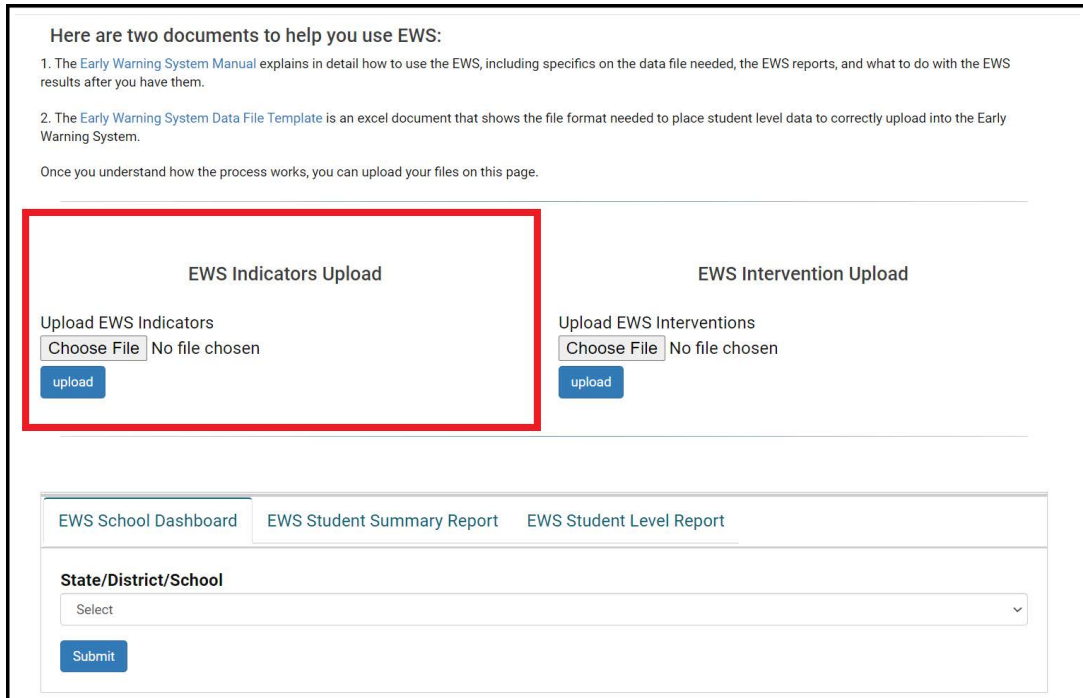 Here are two documents to help you use EWS:
1. The Early Warning System Manual explains in detail how to use the EWS, including specifics on the data file needed, the EWS reports, and what to do with the EWS
results after you have them.
2. The Early Warning System Data File Template is an excel document that shows the file format needed to place student level data to correctly upload into the Early
Warning System.
Once you understand how the process works, you can upload your files on this page.
EWS Indicators Upload
Upload EWS Indicators
Choose File No file chosen
upload
EWS Intervention Upload
Upload EWS Interventions
Choose File No file chosen
upload
EWS School Dashboard EWS Student Summary Report EWS Student Level Report
State/District/School
Select
Submit